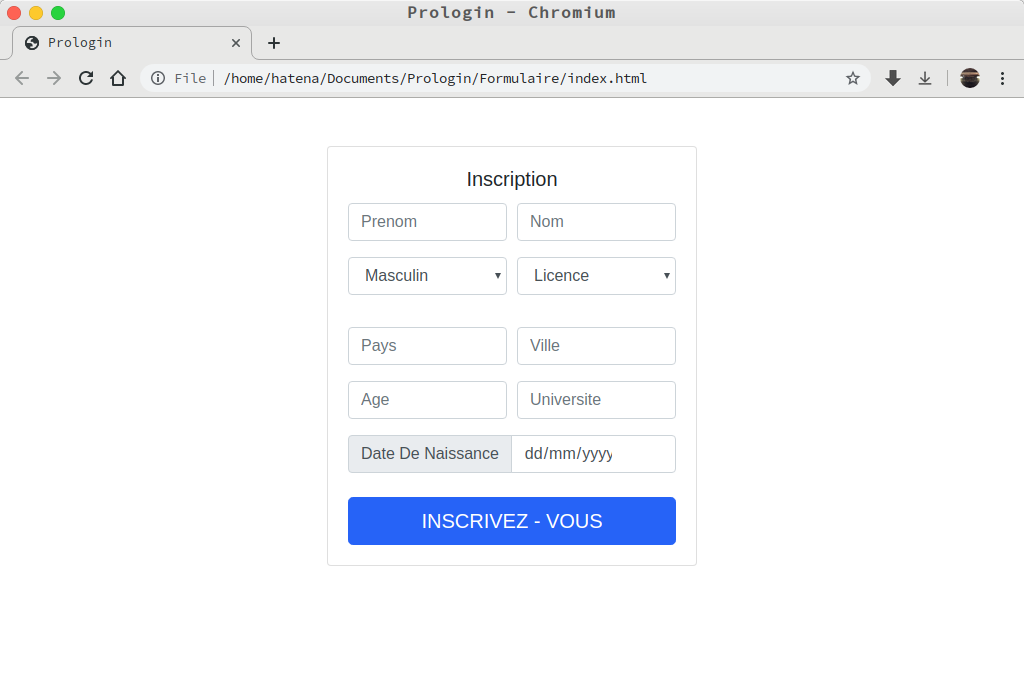 Prologin - Chromium
Prologin
File /home/hatena/Documents/Prologin/Formulaire/index.html
Inscription
Prenom Nom
Masculin Licence
Pays Ville
Age Universite
Date De Naissance dd/mm/yyyy
INSCRIVEZ - VOUS